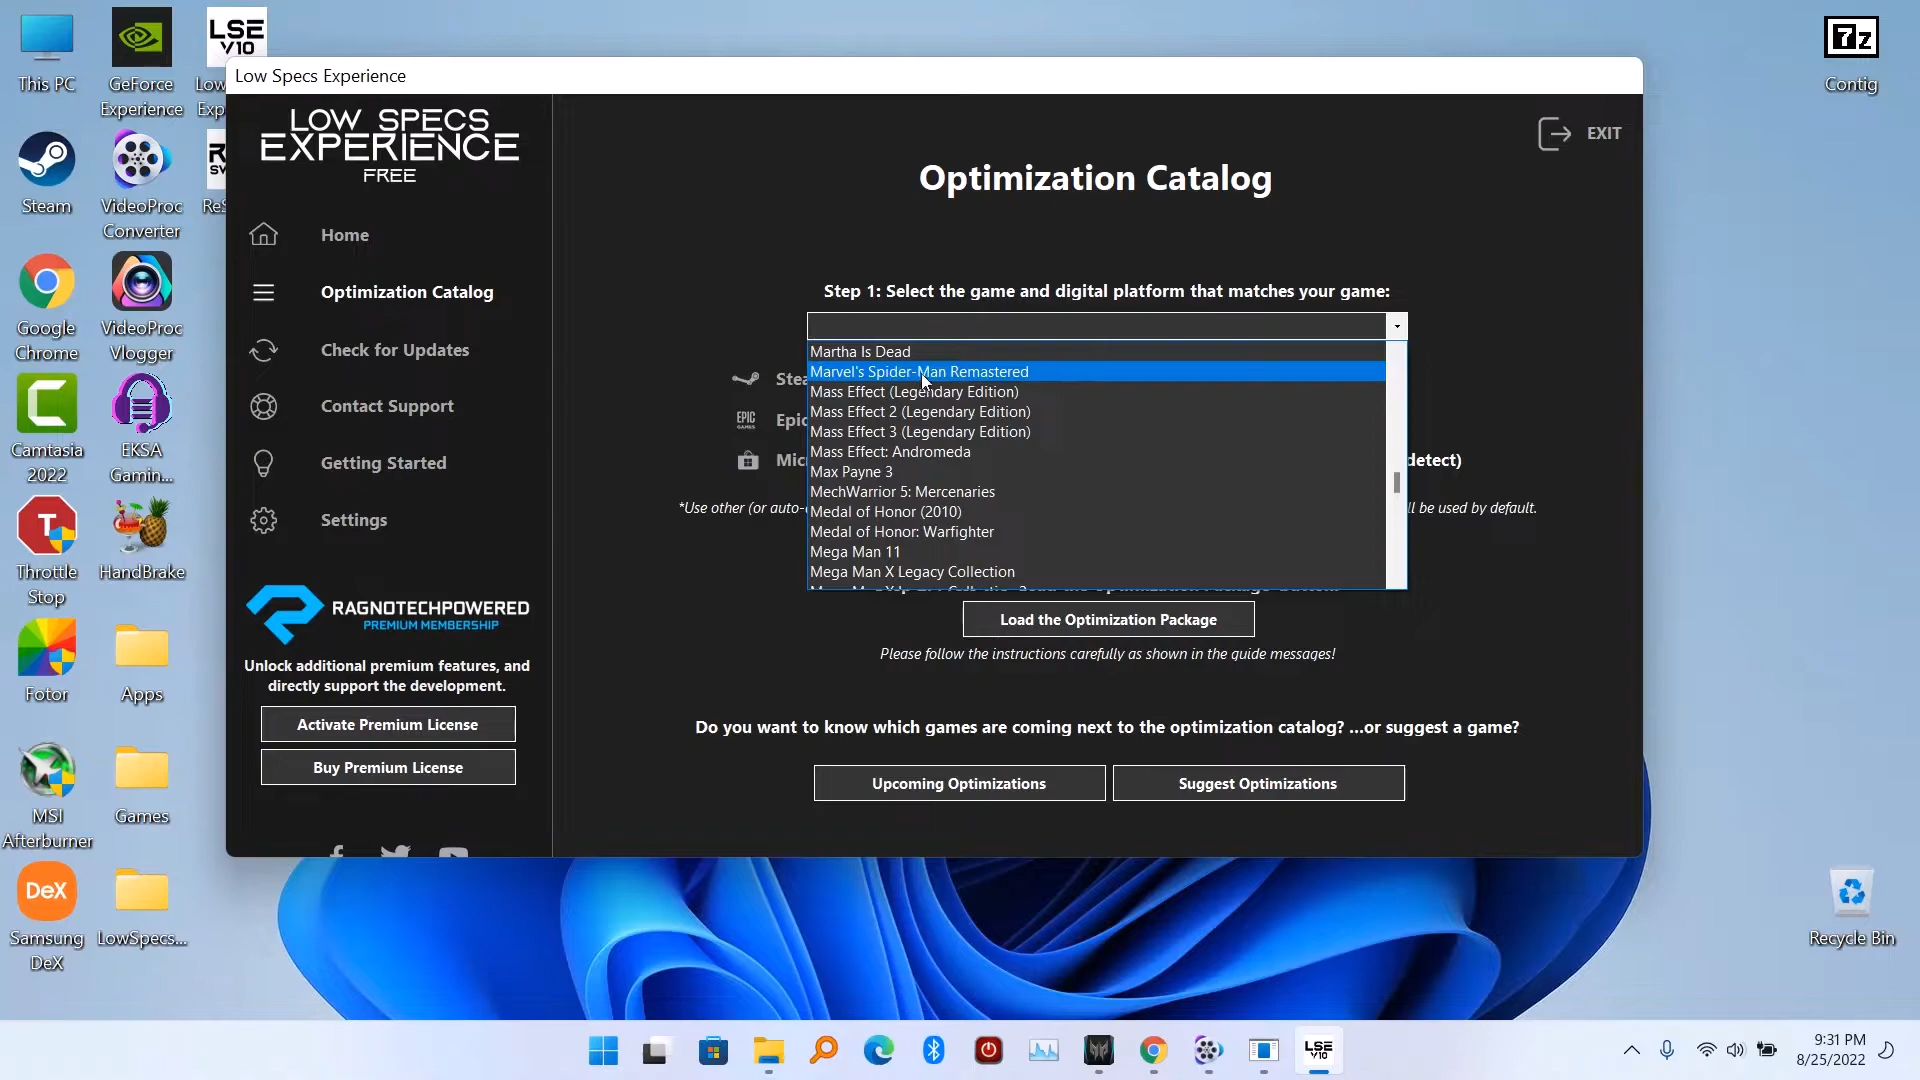 This PC
GeForce
Experience
LSE
V10
Low
Exp
Steam
VideoProc
Converter
Google
Chrome
VideoProc
Vlogger
Camtasia
2022
EKSA
Gamin...
Throttle
Stop
HandBrake
Fotor
Apps
MSI
Afterburner
Games
DeX
Samsung
DeX
LowSpecs...
7z
Contig
Recycle Bin
Low Specs Experience
LOW SPECS
EXPERIENCE
FREE
Home
Optimization Catalog
Check for Updates
Contact Support
Getting Started
Settings
RAGNOTECHPOWERED
PREMIUM MEMBERSHIP
Unlock additional premium features, and
directly support the development.
Activate Premium License
Buy Premium License
EXIT
Optimization Catalog
Step 1: Select the game and digital platform that matches your game:
Martha Is Dead
Marvel's Spider-Man Remastered
Mass Effect (Legendary Edition)
Mass Effect 2 (Legendary Edition)
Mass Effect 3 (Legendary Edition)
Mass Effect: Andromeda
Max Payne 3
MechWarrior 5: Mercenaries
Medal of Honor (2010)
Medal of Honor: Warfighter
Mega Man 11
Mega Man X Legacy Collection
Stea
EPIC
GAMES
Epic
Mic
detect)
*Use other (or auto-
ll be used by default.
Load the Optimization Package
Please follow the instructions carefully as shown in the guide messages!
Do you want to know which games are coming next to the optimization catalog? ...or suggest a game?
Upcoming Optimizations
Suggest Optimizations
LSE
V10
9:31 PM
8/25/2022